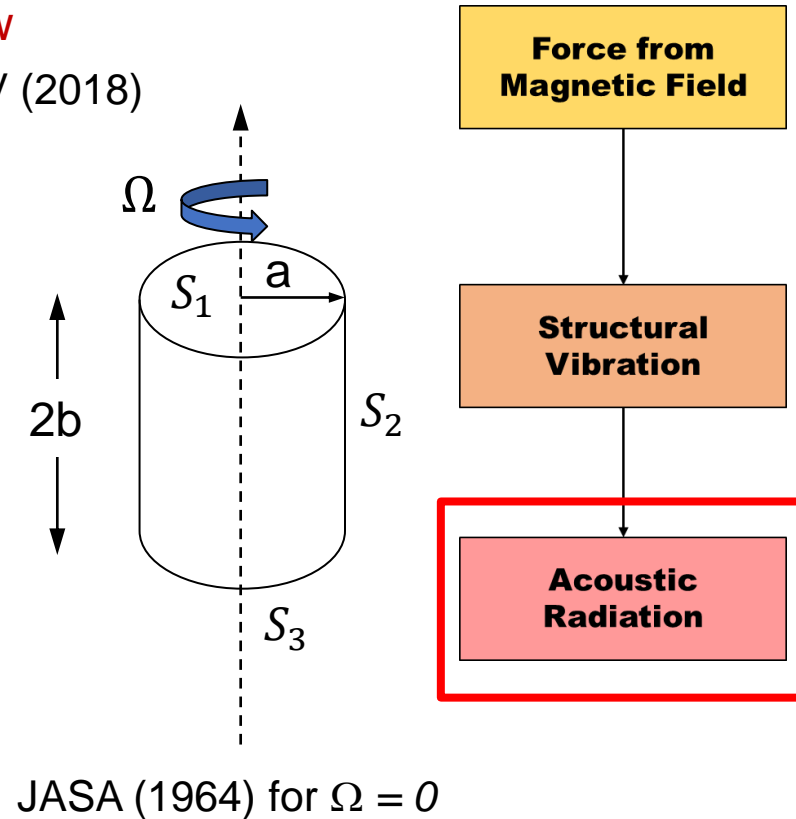 w
(2018)
Ω
S₁
a
2b
S₂
S₃
JASA (1964) for Ω = 0
Force from
Magnetic Field
Structural
Vibration
Acoustic
Radiation